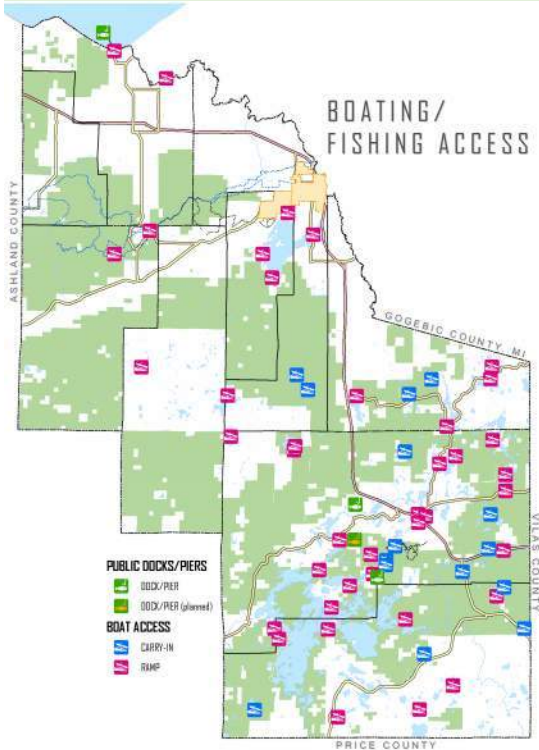 BOATING/
FISHING ACCESS
ASHLAND COUNTY
GOGEBIC COUNTY, MI
VILAS COUNTY
PUBLIC DOCKS/PIERS
DOCK/PIER
DOCK/PIER (planned)
BOAT ACCESS
CARRY-IN
RAMP
PRICE COUNTY